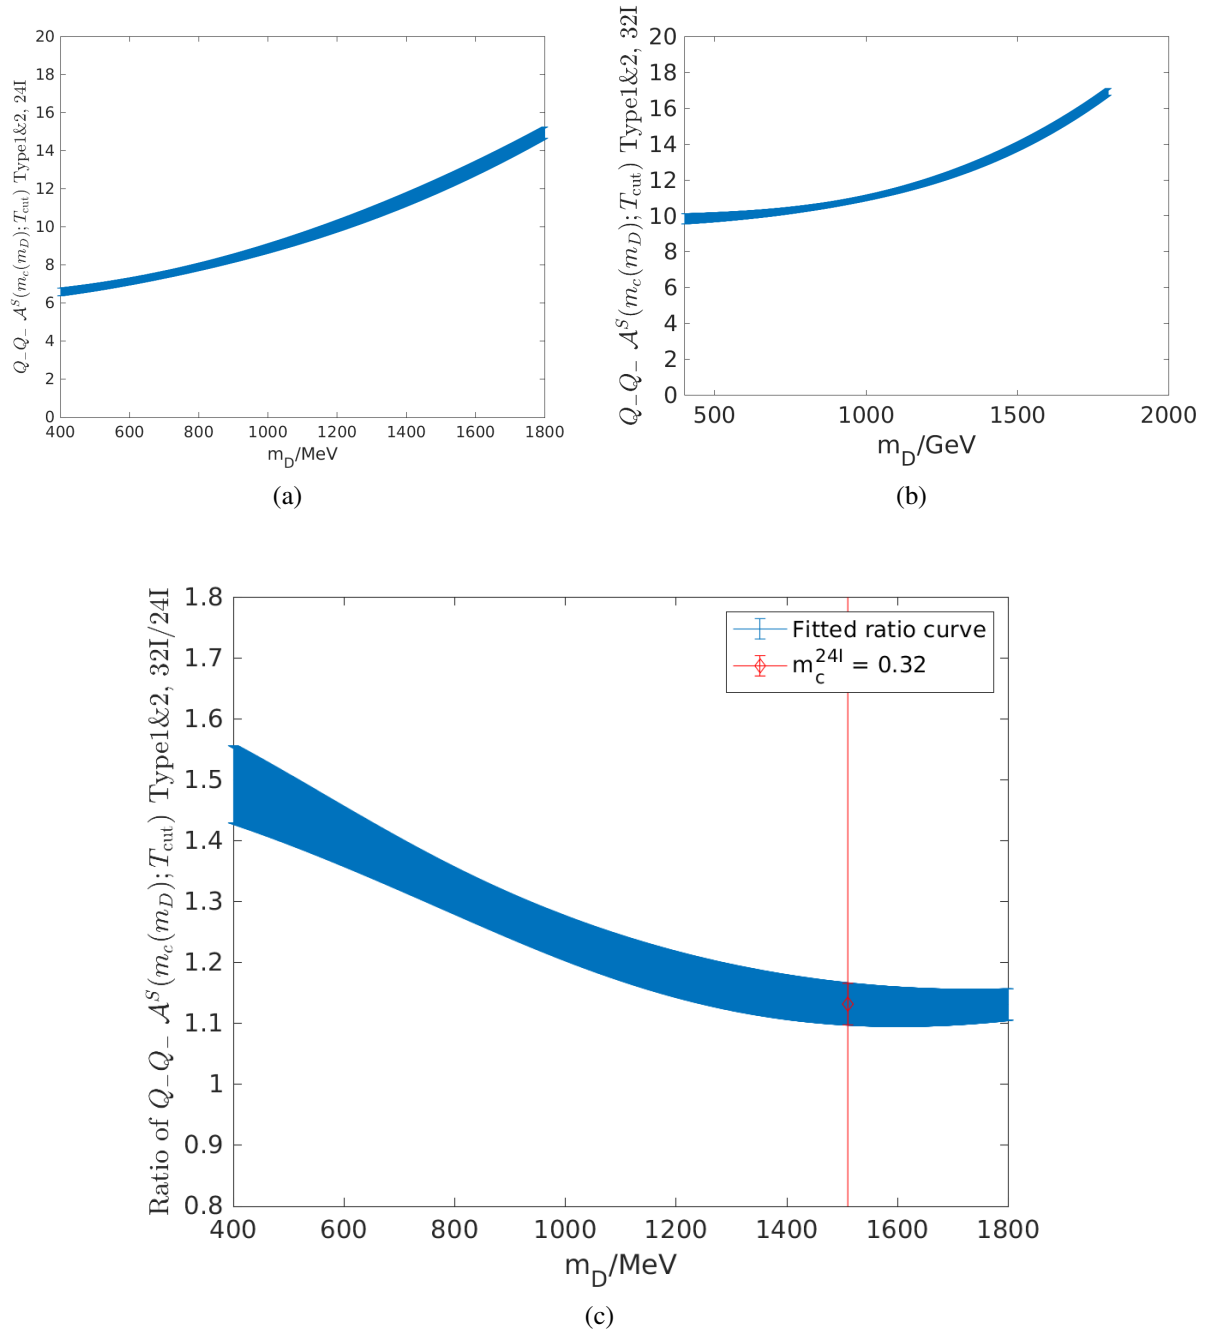 20
18
16
14
12
10
8
6
4
2
0
400 600 800 1000 1200 1400 1600 1800
m_D/MeV
Q_−Q_− 𝒜^S(m_c(m_D);T_cut) Type1&2, 24I
(a)
20
18
16
14
12
10
8
6
4
2
0
500 1000 1500 2000
m_D/GeV
Q_−Q_− 𝒜^S(m_c(m_D);T_cut) Type1&2, 32I
(b)
1.8
1.7
1.6
1.5
1.4
1.3
1.2
1.1
1
0.9
0.8
400 600 800 1000 1200 1400 1600 1800
m_D/MeV
Ratio of Q_−Q_− 𝒜^S(m_c(m_D);T_cut) Type1&2, 32I/24I
Fitted ratio curve
m_c^24I = 0.32
(c)